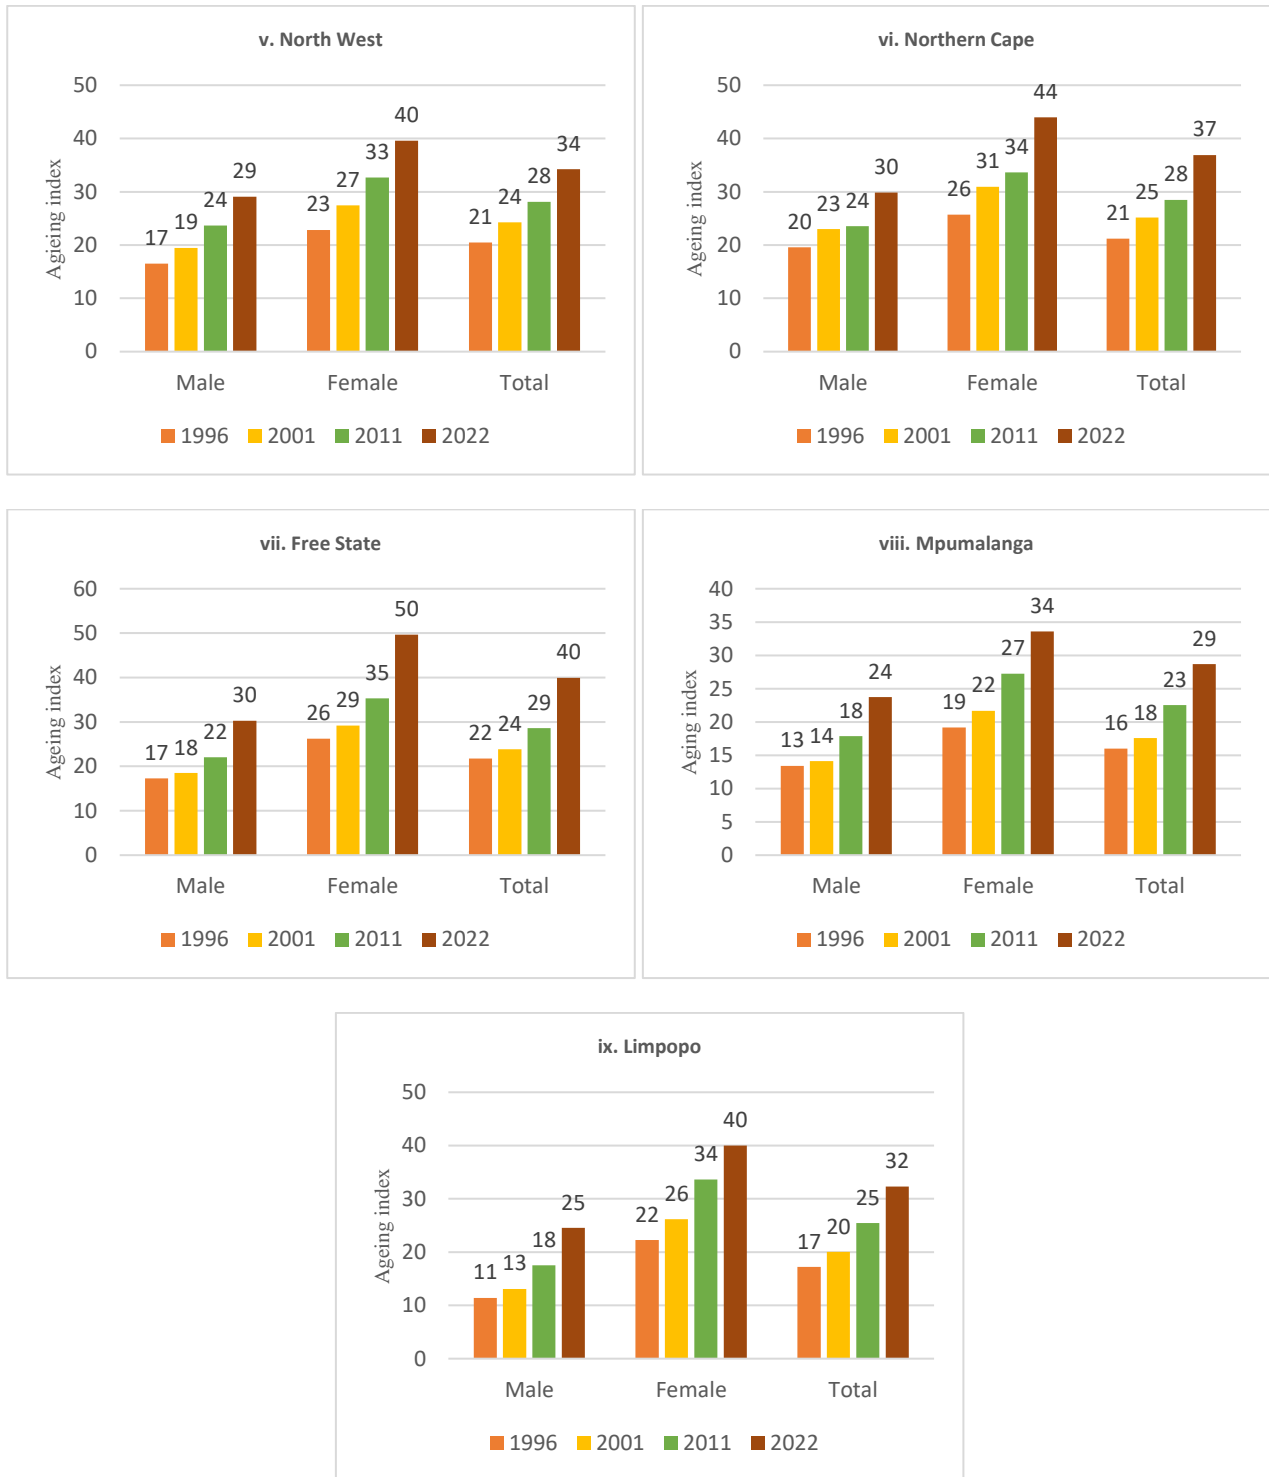 v. North West
50
40
30
20
10
0
Agieing index
17 19 24 29
23 27 33 40
21 24 28 34
Male Female Total
1996 2001 2011 2022
vi. Northern Cape
50
40
30
20
10
0
Ageing index
20 23 24 30
26 31 34 44
21 25 28 37
Male Female Total
1996 2001 2011 2022
vii. Free State
60
50
40
30
20
10
0
Ageing index
17 18 22 30
26 29 35 50
22 24 29 40
Male Female Total
1996 2001 2011 2022
viii. Mpumalanga
40
35
30
25
20
15
10
5
0
Aging index
13 14 18 24
19 22 27 34
16 18 23 29
Male Female Total
1996 2001 2011 2022
ix. Limpopo
50
40
30
20
10
0
Ageing index
11 13 18 25
22 26 34 40
17 20 25 32
Male Female Total
1996 2001 2011 2022